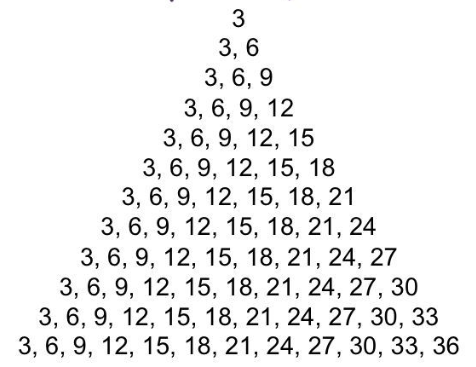 3
3, 6
3, 6, 9
3, 6, 9, 12
3, 6, 9, 12, 15
3, 6, 9, 12, 15, 18
3, 6, 9, 12, 15, 18, 21
3, 6, 9, 12, 15, 18, 21, 24
3, 6, 9, 12, 15, 18, 21, 24, 27
3, 6, 9, 12, 15, 18, 21, 24, 27, 30
3, 6, 9, 12, 15, 18, 21, 24, 27, 30, 33
3, 6, 9, 12, 15, 18, 21, 24, 27, 30, 33, 36